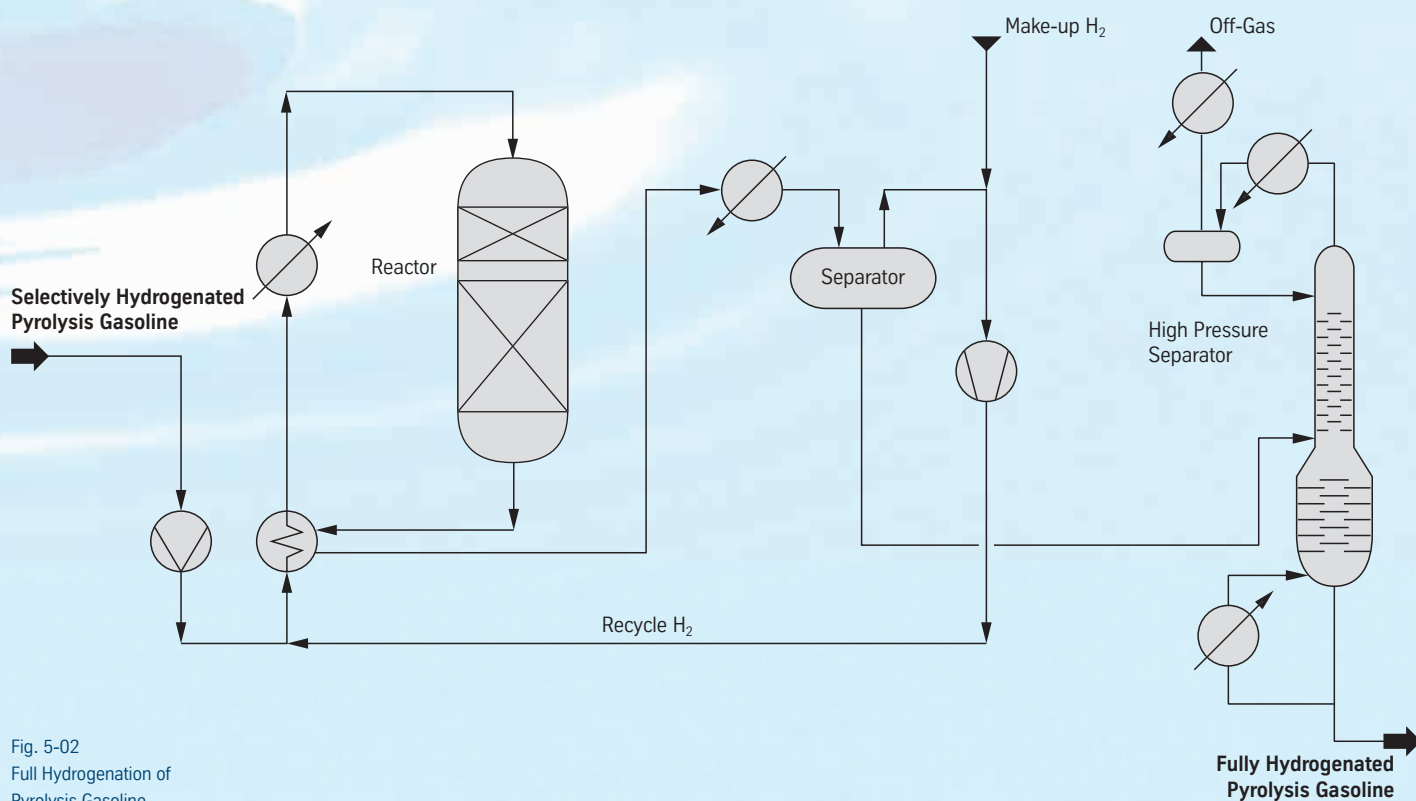 Make-up H₂
Off-Gas
Reactor
Separator
Selectively Hydrogenated
Pyrolysis Gasoline
High Pressure
Separator
Recycle H₂
Fig. 5-02
Full Hydrogenation of
Pyrolysis Gasoline
Fully Hydrogenated
Pyrolysis Gasoline